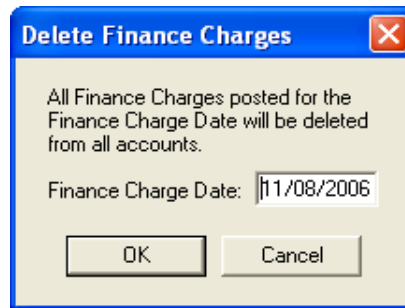 Delete Finance Charges
All Finance Charges posted for the
Finance Charge Date will be deleted
from all accounts.
Finance Charge Date: 11/08/2006
OK Cancel